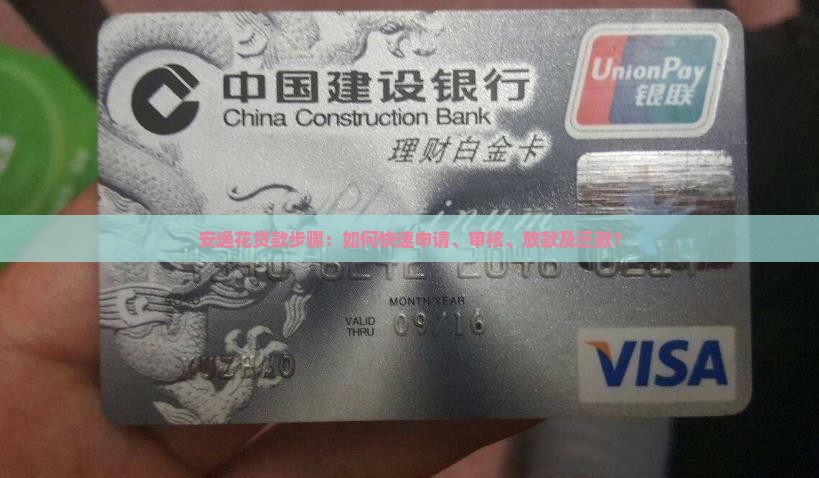 中国建设银行
China Construction Bank
理财白金卡
UnionPay
银联
Platinum
安逸花贷款步骤：如何快速申请、审核、放款及还款？
MONTH/YEAR
VALID
THRU
09/16
VISA